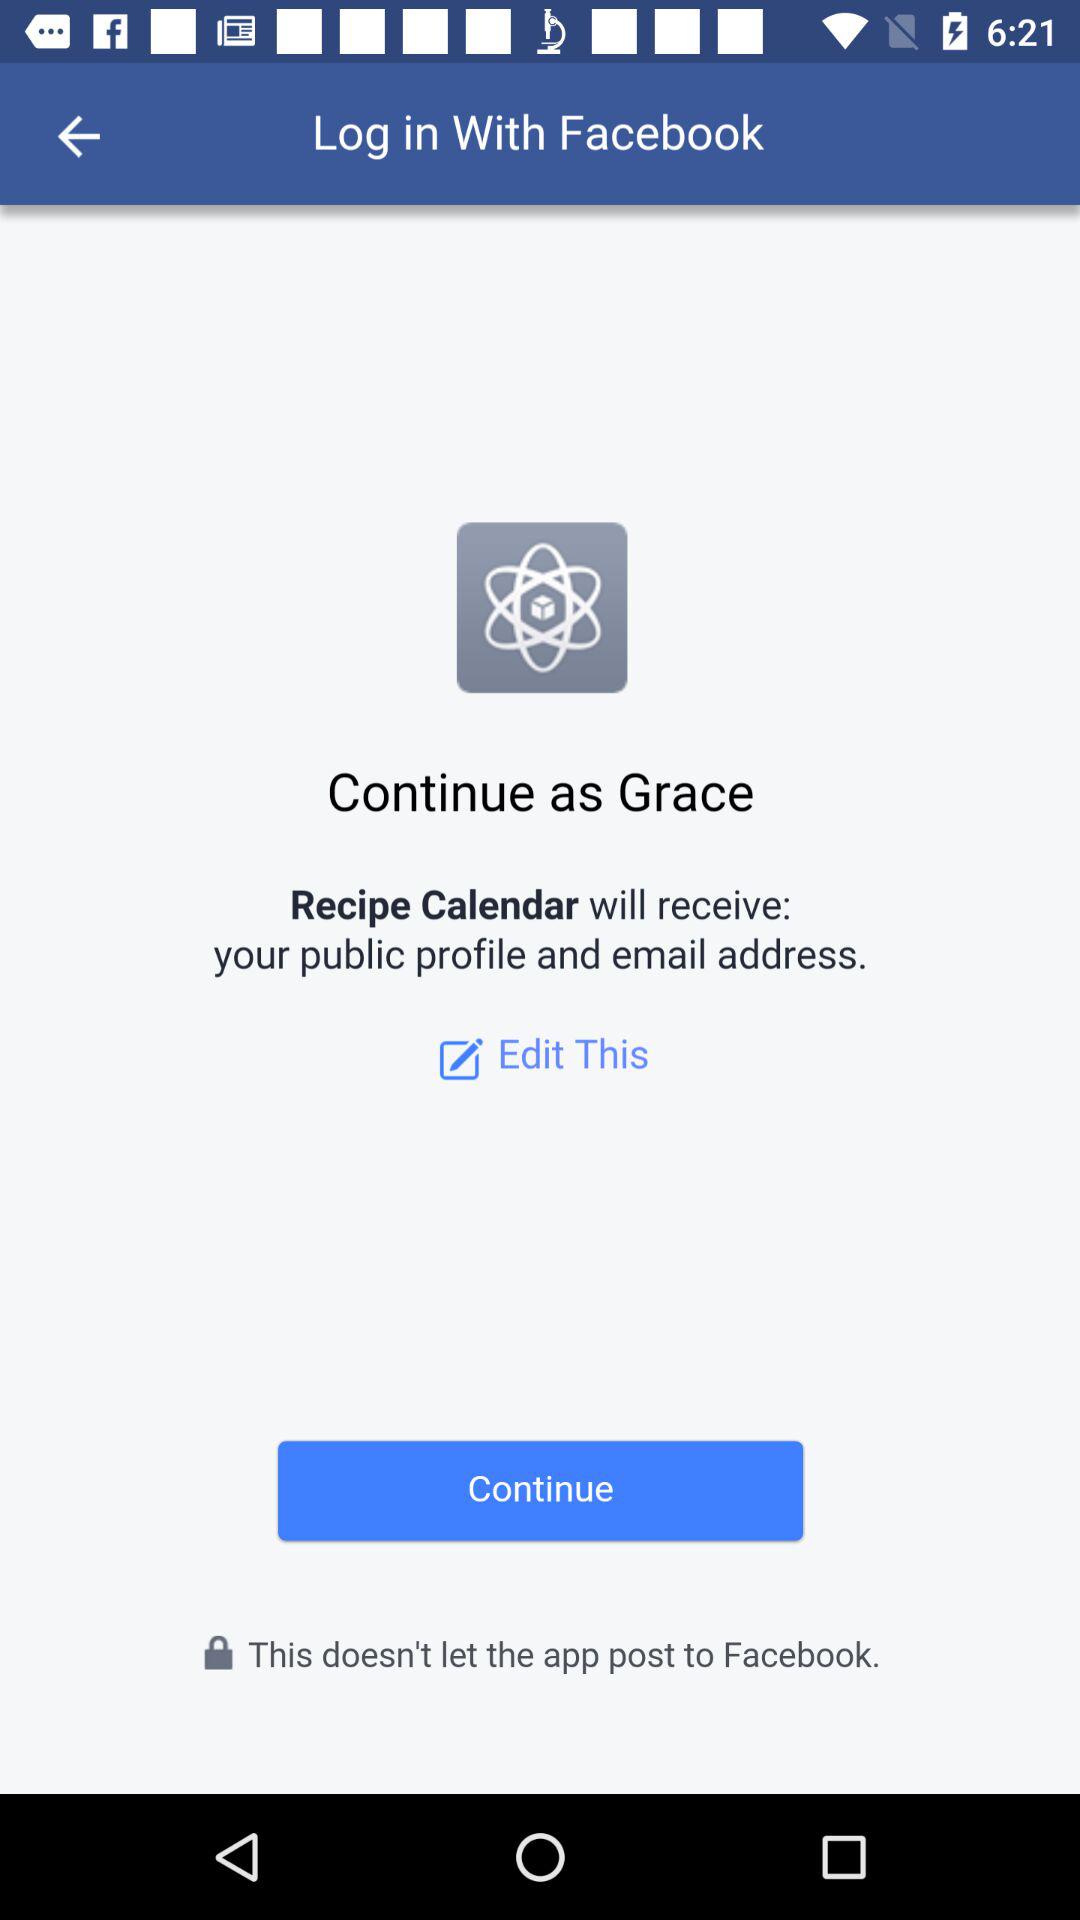 6:21
Log in With Facebook
Continue as Grace
Recipe Calendar will receive:
your public profile and email address.
Edit This
Continue
This doesn't let the app post to Facebook.